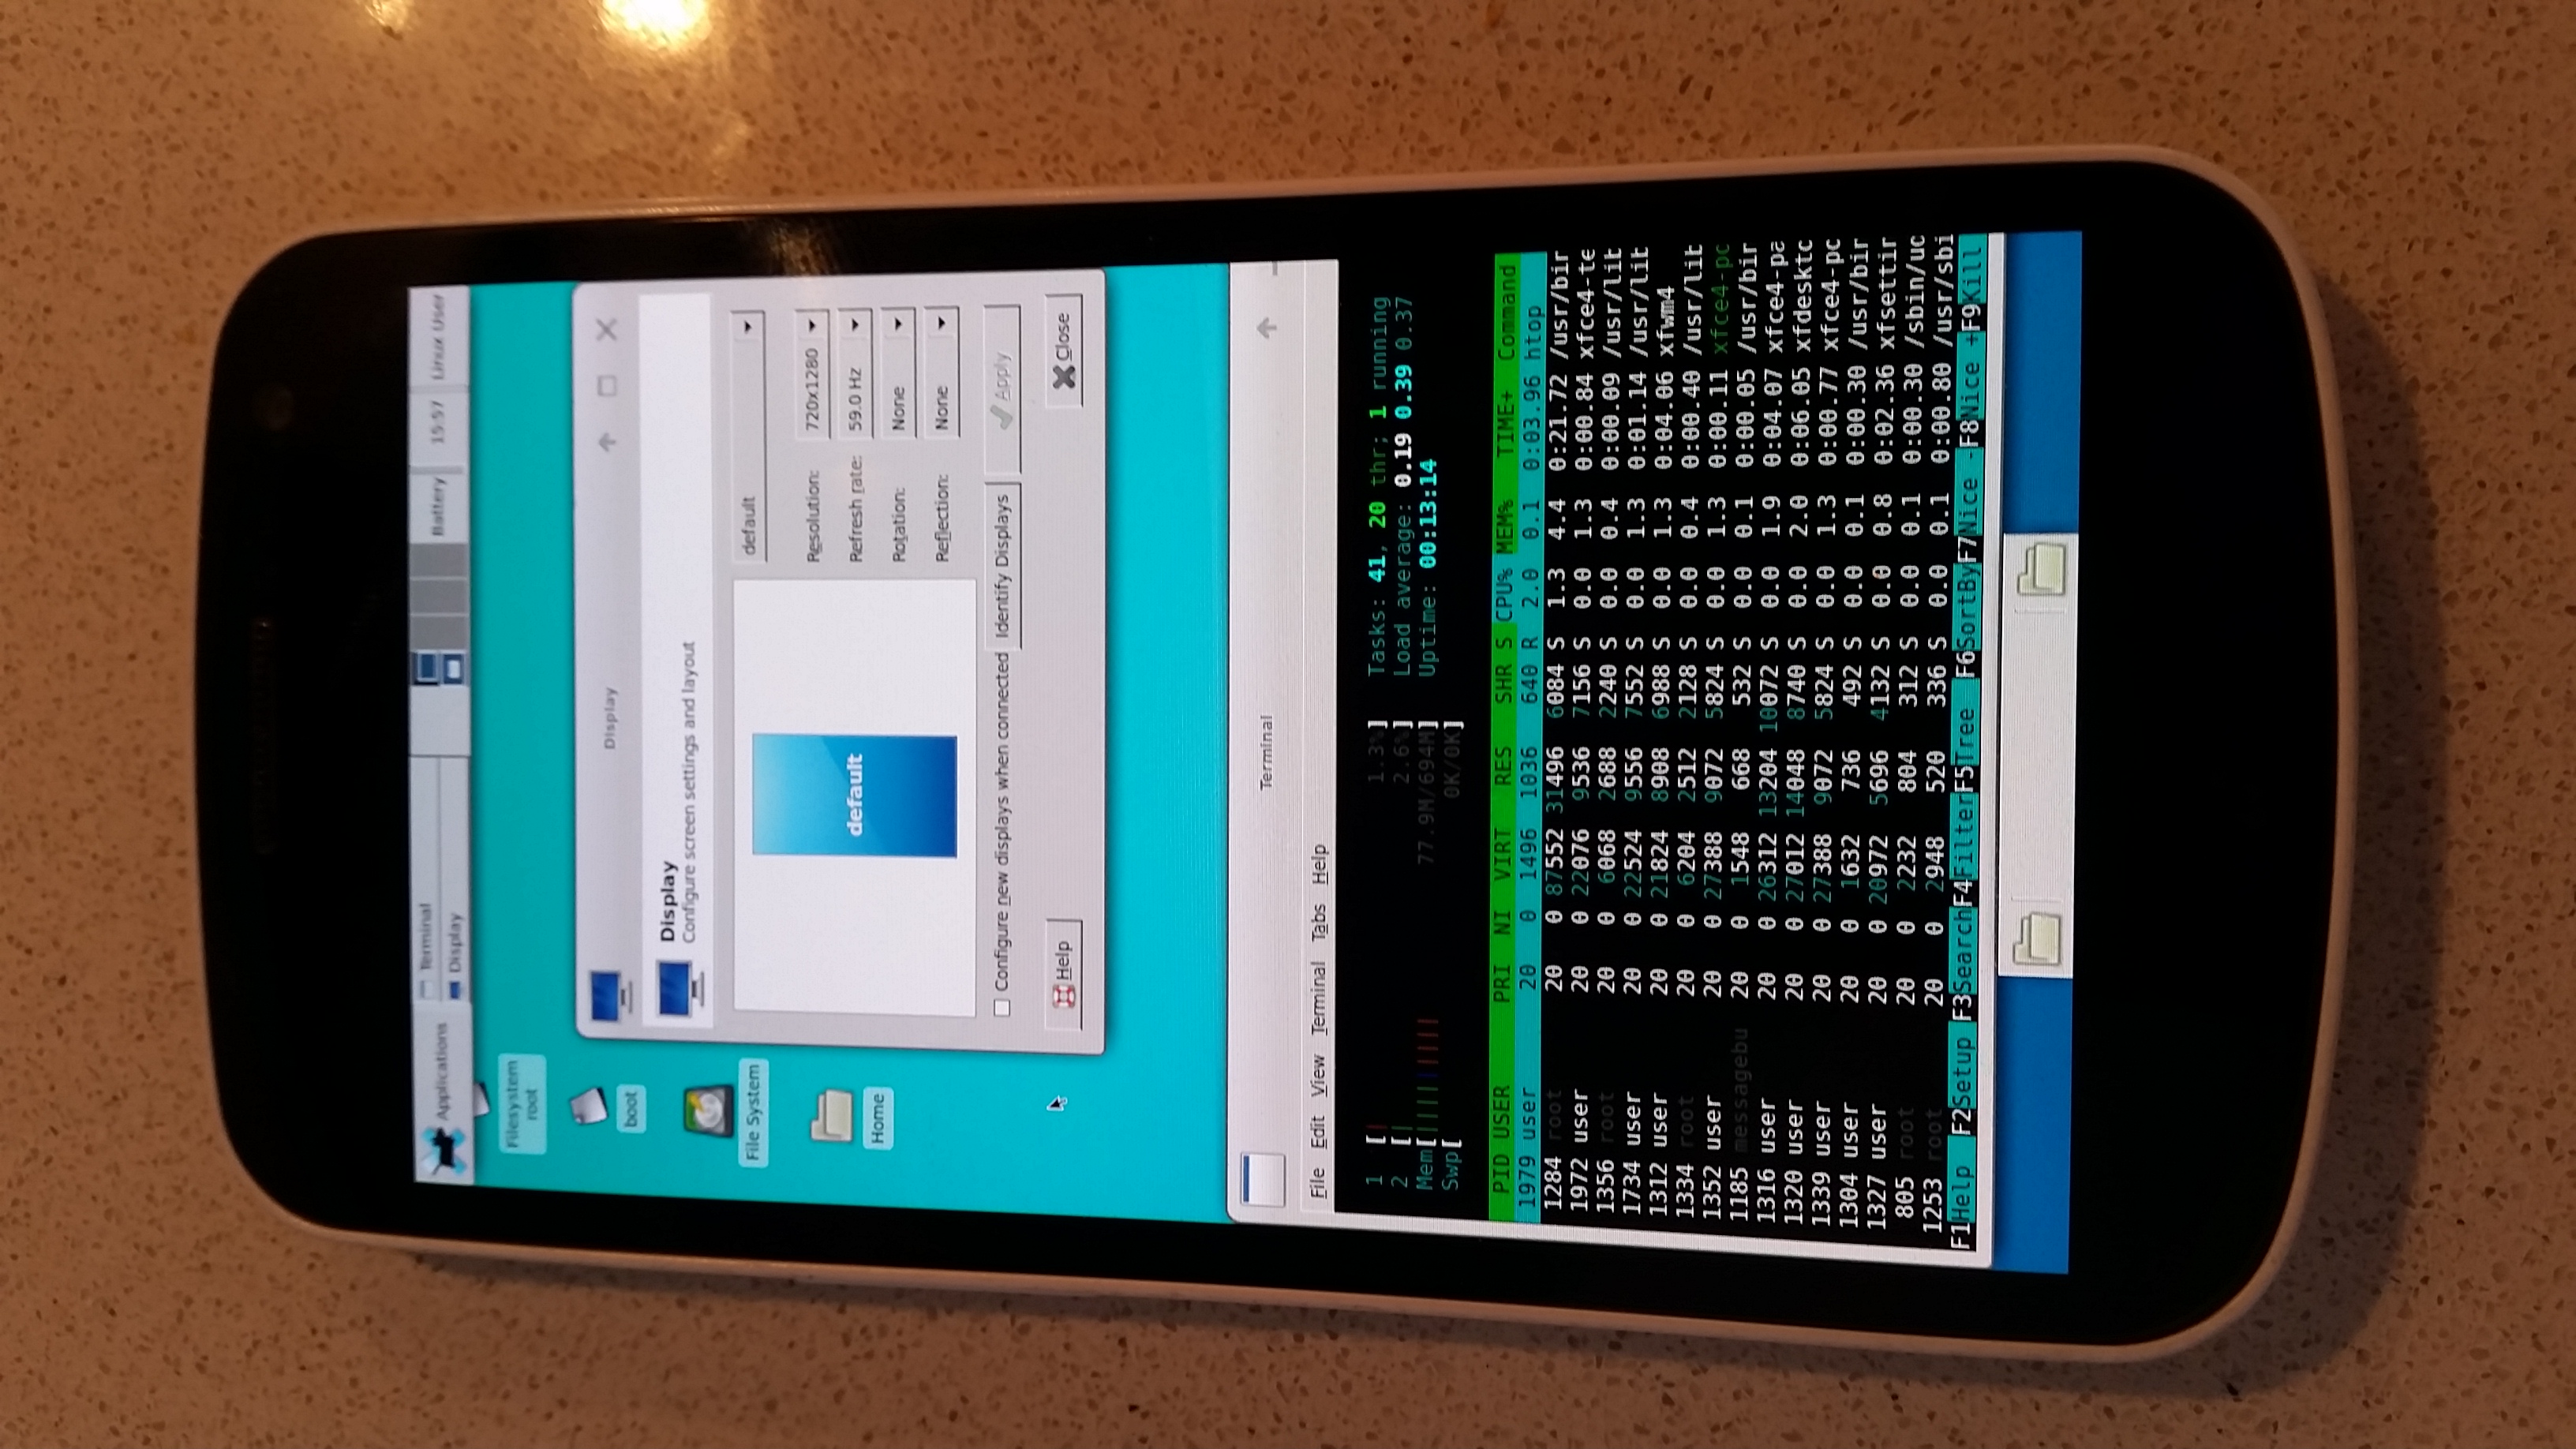 Applications
Terminal
Display
Battery
15:57
Linux User
Filesystem
root
boot
File System
Home
Display
Display
Configure screen settings and layout
default
default
Resolution: 720x1280
Refresh rate: 59.0 Hz
Rotation: None
Reflection: None
Configure new displays when connected
Identify Displays
Apply
Help
Close
Terminal
File Edit View Terminal Tabs Help
1 [| 1.3%] Tasks: 41, 20 thr; 1 running
2 [| 2.6%] Load average: 0.19 0.39 0.37
Mem[|||||||||| 77.9M/694M] Uptime: 00:13:14
Swp[ 0K/0K]
PID USER PRI NI VIRT RES SHR S CPU% MEM% TIME+ Command
1979 user 20 0 1496 1036 640 R 2.0 0.1 0:03.96 htop
1284 root 20 0 87552 31496 6084 S 1.3 4.4 0:21.72 /usr/bin
1972 user 20 0 22076 9536 7156 S 0.0 1.3 0:00.84 xfce4-te
1356 root 20 0 6068 2688 2240 S 0.0 0.4 0:00.09 /usr/lib
1734 user 20 0 22524 9556 7552 S 0.0 1.3 0:01.14 /usr/lib
1312 user 20 0 21824 8908 6988 S 0.0 1.3 0:04.06 xfwm4
1334 root 20 0 6204 2512 2128 S 0.0 0.4 0:00.40 /usr/lib
1352 user 20 0 27388 9072 5824 S 0.0 1.3 0:00.11 xfce4-po
1185 messagebu 20 0 1548 668 532 S 0.0 0.1 0:00.05 /usr/bin
1316 user 20 0 26312 13204 10072 S 0.0 1.9 0:04.07 xfce4-pa
1320 user 20 0 27012 14048 8740 S 0.0 2.0 0:06.05 xfdeskto
1339 user 20 0 27388 9072 5824 S 0.0 1.3 0:00.77 xfce4-po
1304 user 20 0 1632 736 492 S 0.0 0.1 0:00.30 /usr/bin
1327 user 20 0 20972 5696 4132 S 0.0 0.8 0:02.36 xfsettin
805 root 20 0 2232 804 312 S 0.0 0.1 0:00.30 /sbin/ud
1253 root 20 0 2948 520 336 S 0.0 0.1 0:00.80 /usr/sbi
F1Help F2Setup F3SearchF4FilterF5Tree F6SortByF7Nice -F8Nice +F9Kill